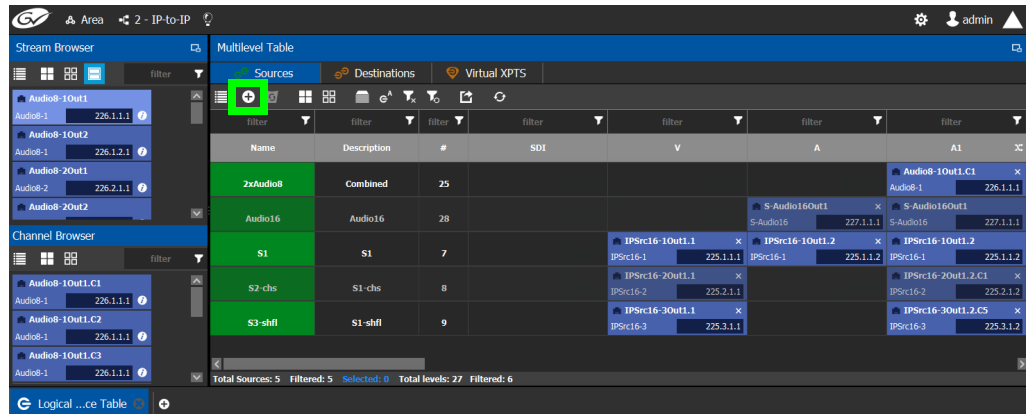 GV Area 2 - IP-to-IP admin
Stream Browser
filter
Audio8-1Out1
Audio8-1 226.1.1.1
Audio8-1Out2
Audio8-1 226.1.2.1
Audio8-2Out1
Audio8-2 226.2.1.1
Audio8-2Out2
Channel Browser
filter
Audio8-1Out1.C1
Audio8-1 226.1.1.1
Audio8-1Out1.C2
Audio8-1 226.1.1.1
Audio8-1Out1.C3
Audio8-1 226.1.1.1
Multilevel Table
Sources Destinations Virtual XPTS
filter filter filter filter filter filter filter
Name Description # SDI V A A1
2xAudio8 Combined 25 Audio8-1Out1.C1 x
Audio8-1 226.1.1.1
Audio16 Audio16 28 S-Audio16Out1 x S-Audio16Out1
S-Audio16 227.1.1.1 S-Audio16 227.1.1.1
S1 S1 7 IPSrc16-1Out1.1 x IPSrc16-1Out1.2 x IPSrc16-1Out1.2
IPSrc16-1 225.1.1.1 IPSrc16-1 225.1.1.2 IPSrc16-1 225.1.1.2
S2-chs S1-chs 8 IPSrc16-2Out1.1 x IPSrc16-2Out1.2.C1 x
IPSrc16-2 225.2.1.1 IPSrc16-2 225.2.1.2
S3-shfl S1-shfl 9 IPSrc16-3Out1.1 x IPSrc16-3Out1.2.C5 x
IPSrc16-3 225.3.1.1 IPSrc16-3 225.3.1.2
Total Sources: 5 Filtered: 5 Selected: 0 Total levels: 27 Filtered: 6
Logical ...ce Table